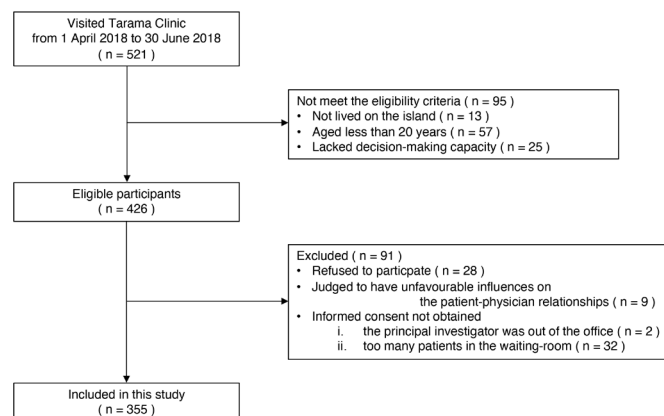 Visited Tarama Clinic
from 1 April 2018 to 30 June 2018
( n = 521 )
Not meet the eligibility criteria ( n = 95 )
• Not lived on the island ( n = 13 )
• Aged less than 20 years ( n = 57 )
• Lacked decision-making capacity ( n = 25 )
Eligible participants
( n = 426 )
Excluded ( n = 91 )
• Refused to particpate ( n = 28 )
• Judged to have unfavourable influences on
the patient-physician relationships ( n = 9 )
• Informed consent not obtained
i. the principal investigator was out of the office ( n = 2 )
ii. too many patients in the waiting-room ( n = 32 )
Included in this study
( n = 355 )